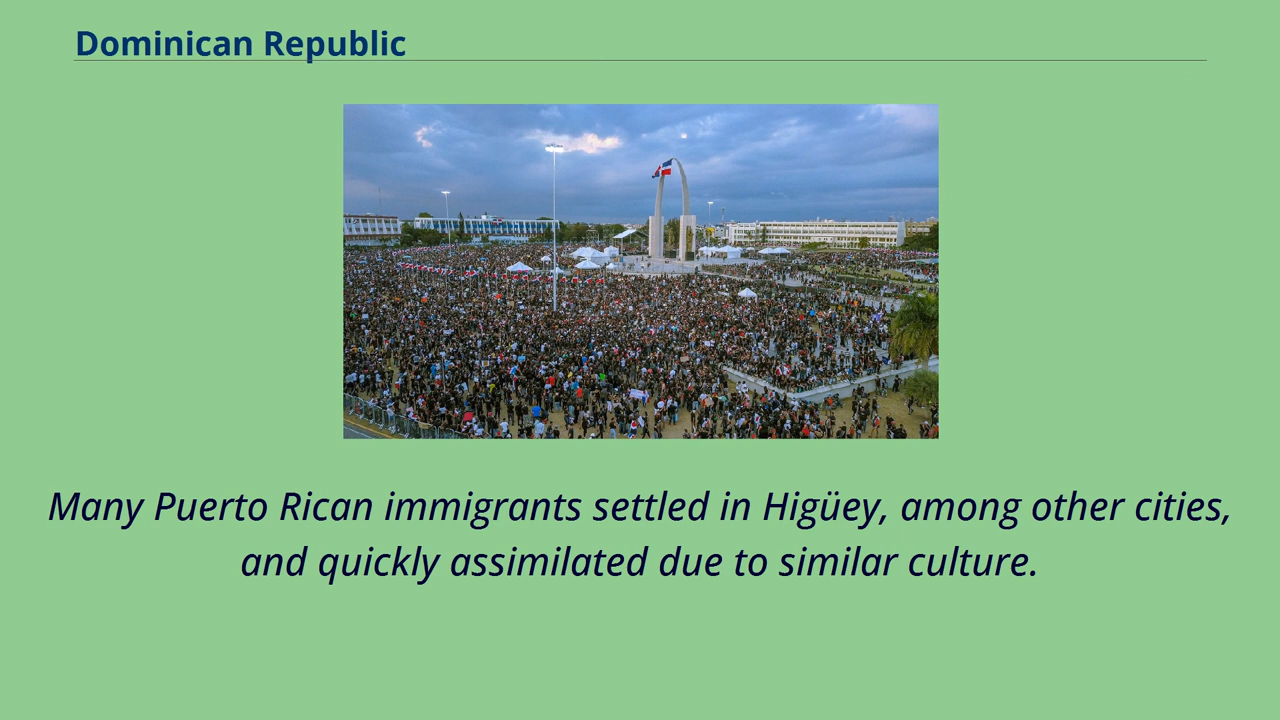 Dominican Republic
Many Puerto Rican immigrants settled in Higüey, among other cities,
and quickly assimilated due to similar culture.